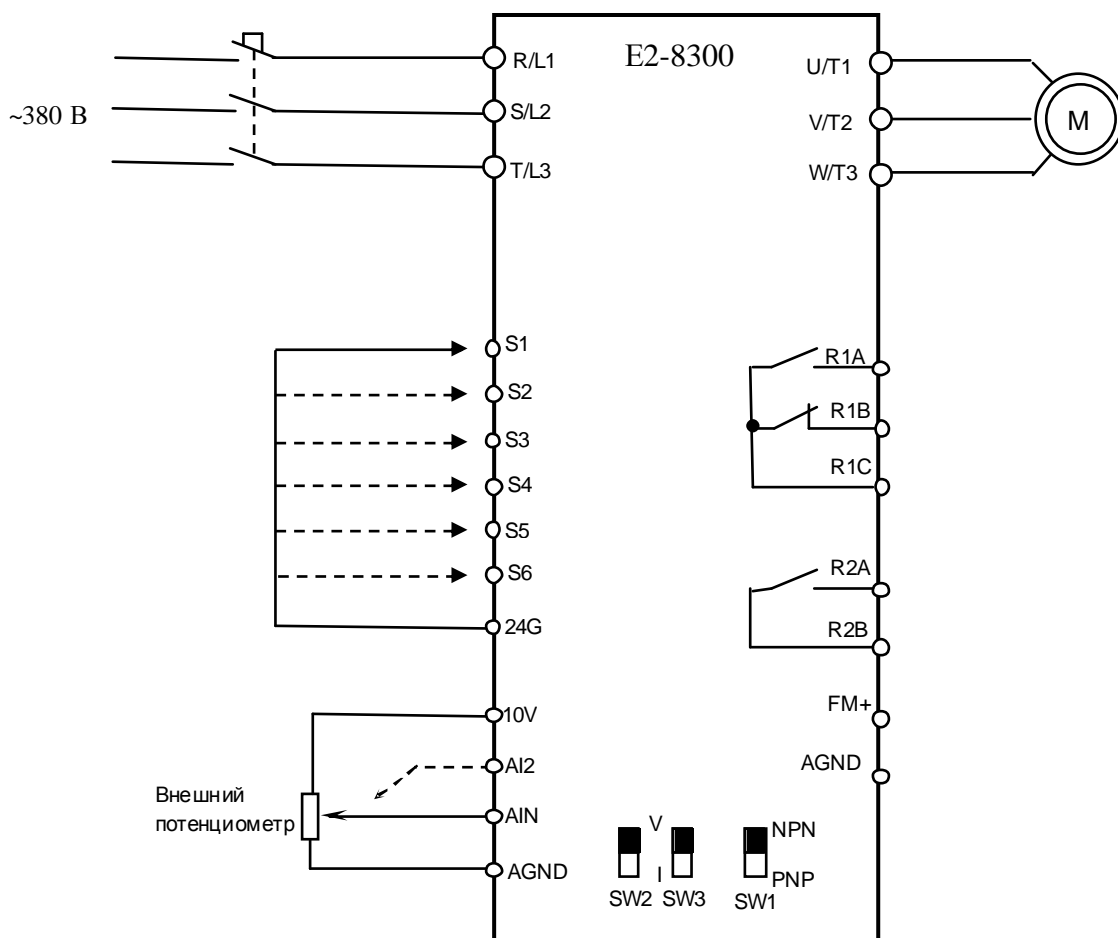 E2-8300
~380 В
R/L1
S/L2
T/L3
U/T1
V/T2
W/T3
M
S1
S2
S3
S4
S5
S6
24G
R1A
R1B
R1C
R2A
R2B
FM+
AGND
10V
AI2
AIN
AGND
Внешний
потенциометр
V
I
SW2 SW3
NPN
PNP
SW1